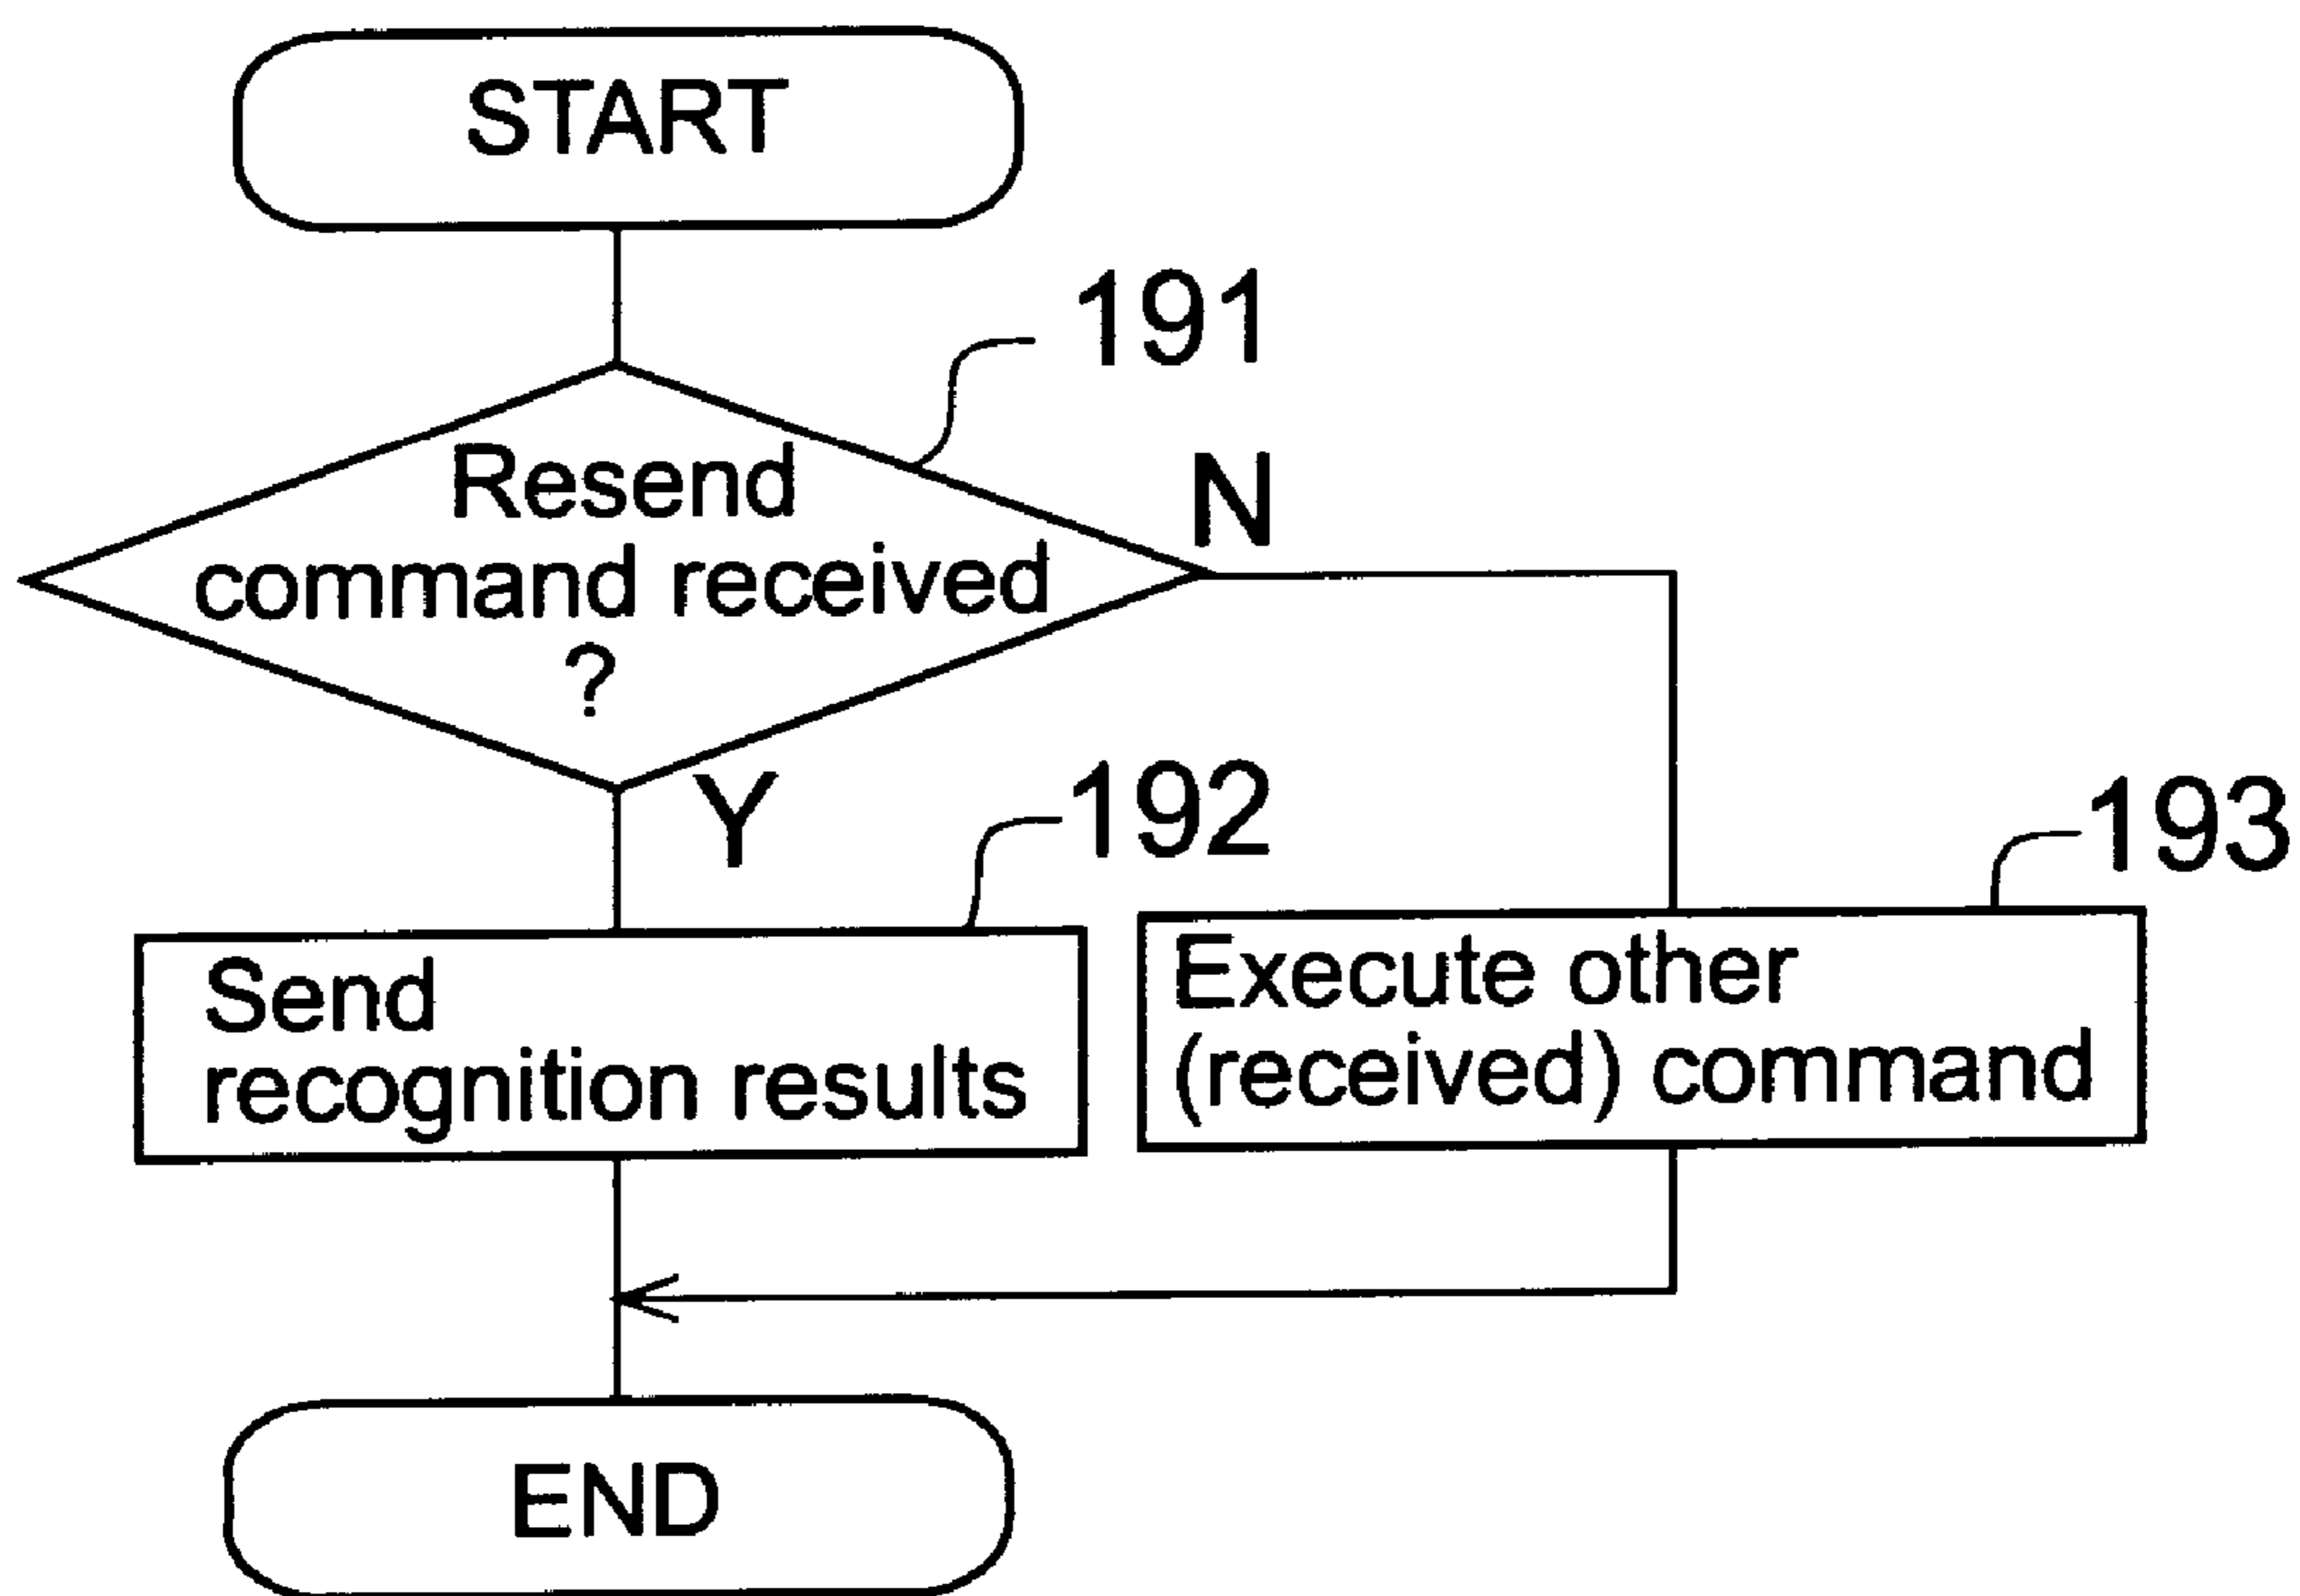 START
191
Resend
command received
?
N
Y
192
193
Send
recognition results
Execute other
(received) command
END